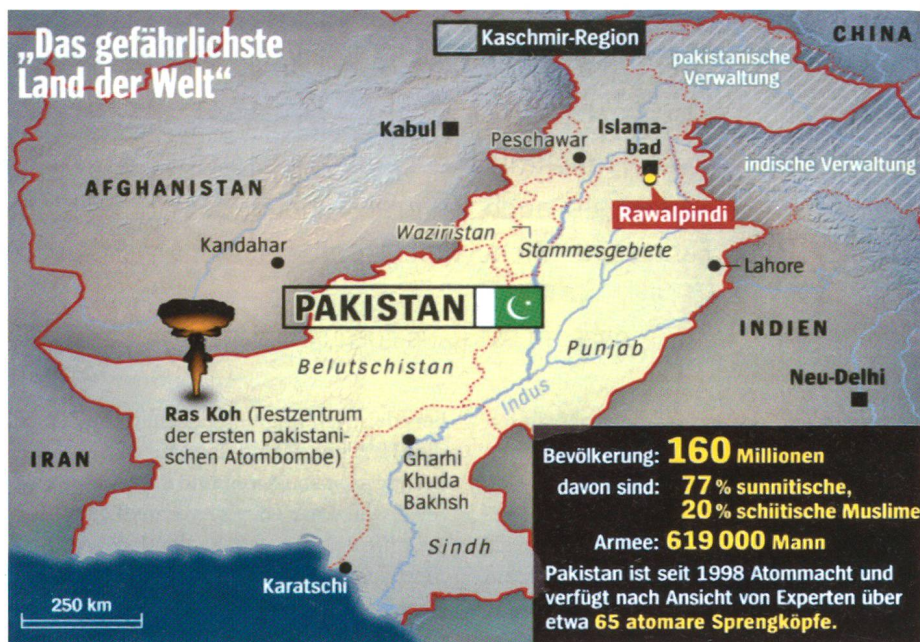 „Das gefährlichste
Land der Welt“
Kaschmir-Region
CHINA
pakistanische
Verwaltung
Kabul
Islama-
bad
Peschawar
indische Verwaltung
AFGHANISTAN
Rawalpindi
Waziristan
Stammesgebiete
Kandahar
Lahore
PAKISTAN
INDIEN
Punjab
Belutschistan
Neu-Delhi
Indus
Ras Koh (Testzentrum
der ersten pakistani-
schen Atombombe)
IRAN
Gharhi
Khuda
Bakhsh
Sindh
Karatschi
250 km
Bevölkerung: 160 Millionen
davon sind: 77 % sunnitische,
20 % schiitische Muslime
Armee: 619 000 Mann
Pakistan ist seit 1998 Atommacht und
verfügt nach Ansicht von Experten über
etwa 65 atomare Sprengköpfe.